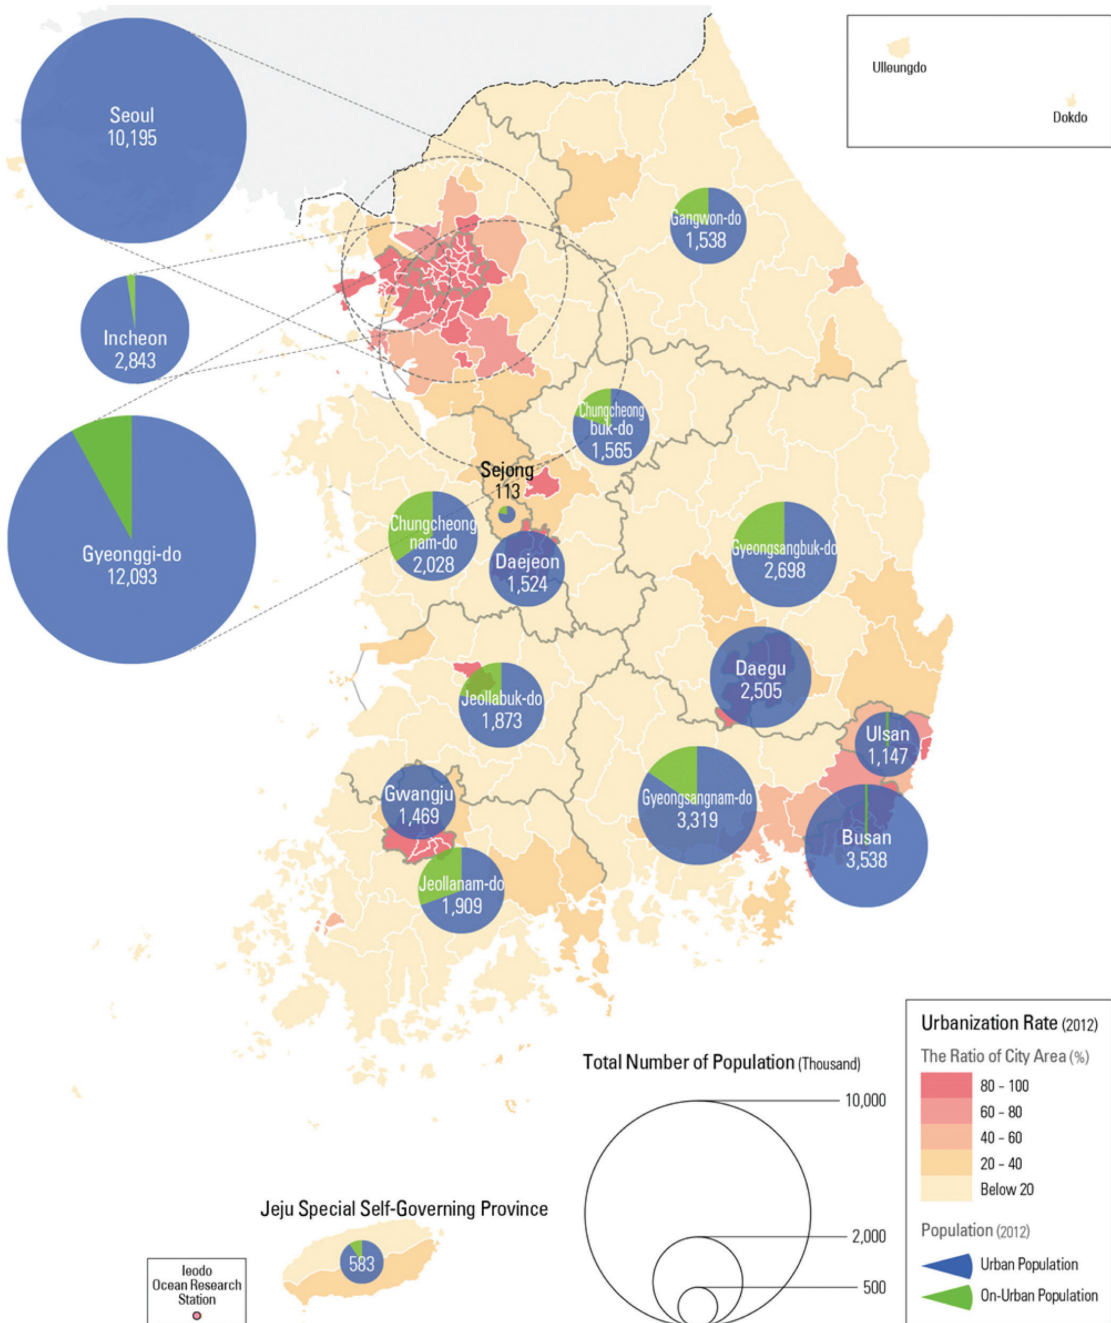 Seoul
10,195
Ulleungdo
Dokdo
Gangwon-do
1,538
Incheon
2,843
Chungcheong
buk-do
1,565
Sejong
113
Gyeonggi-do
12,093
Chungcheong
nam-do
2,028
Daejeon
1,524
Gyeongsangbuk-do
2,698
Daegu
2,505
Jeollabuk-do
1,873
Ulsan
1,147
Gwangju
1,469
Gyeongsangnam-do
3,319
Busan
3,538
Jeollanam-do
1,909
Urbanization Rate (2012)
The Ratio of City Area (%)
80 - 100
60 - 80
40 - 60
20 - 40
Below 20
Population (2012)
Urban Population
On-Urban Population
Total Number of Population (Thousand)
10,000
2,000
500
Jeju Special Self-Governing Province
583
Ieodo
Ocean Research
Station